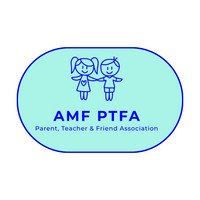 AMF PTFA
Parent, Teacher & Friend Association